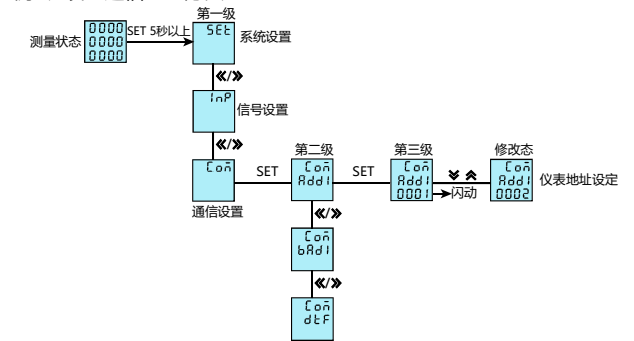 第一级
测量状态
0000
0000
0000
SET 5秒以上
SEt
系统设置
«/»
InP
信号设置
«/»
Con
通信设置
SET
第二级
Con
Add1
SET
第三级
Con
Add1
0001
闪动
修改态
Con
Add1
0002
仪表地址设定
«/»
Con
bAd1
«/»
Con
dtF